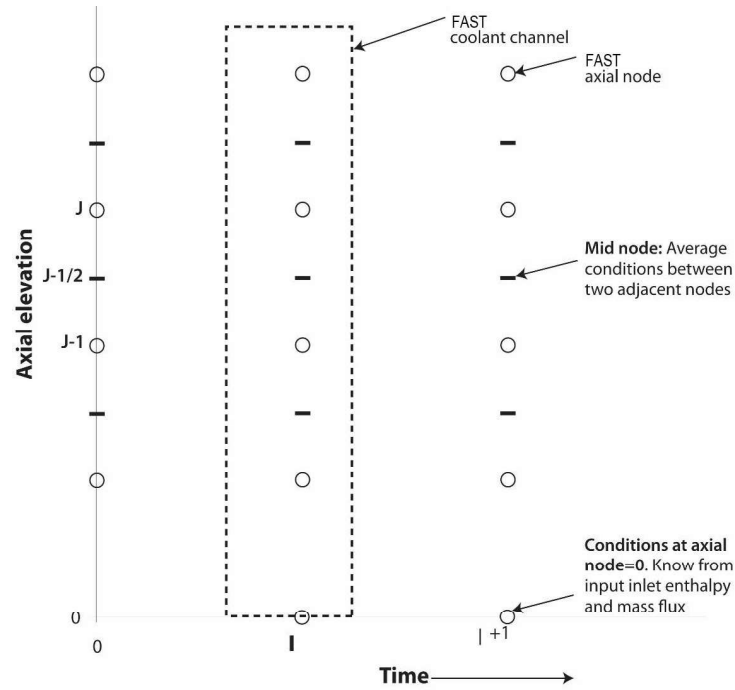 FAST
coolant channel
FAST
axial node
J
Mid node: Average
conditions between
two adjacent nodes
J-1/2
J-1
Axial elevation
Conditions at axial
node=0. Know from
input inlet enthalpy
and mass flux
0
0
I
I +1
Time